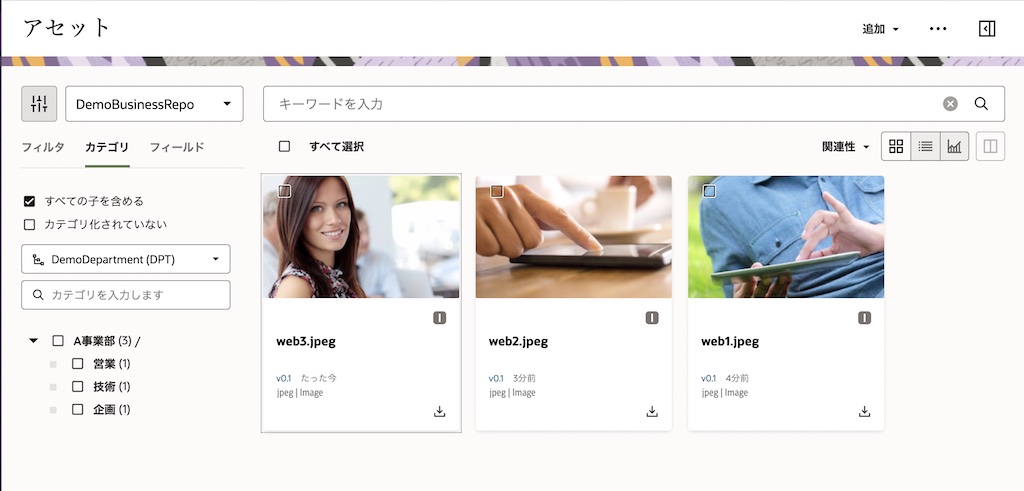 アセット
追加
DemoBusinessRepo
キーワードを入力
フィルタ カテゴリ フィールド
すべて選択
関連性
すべての子を含める
カテゴリ化されていない
DemoDepartment (DPT)
カテゴリを入力します
A事業部 (3) /
営業 (1)
技術 (1)
企画 (1)
I
web3.jpeg
v0.1 たった今
jpeg | Image
I
web2.jpeg
v0.1 3分前
jpeg | Image
I
web1.jpeg
v0.1 4分前
jpeg | Image